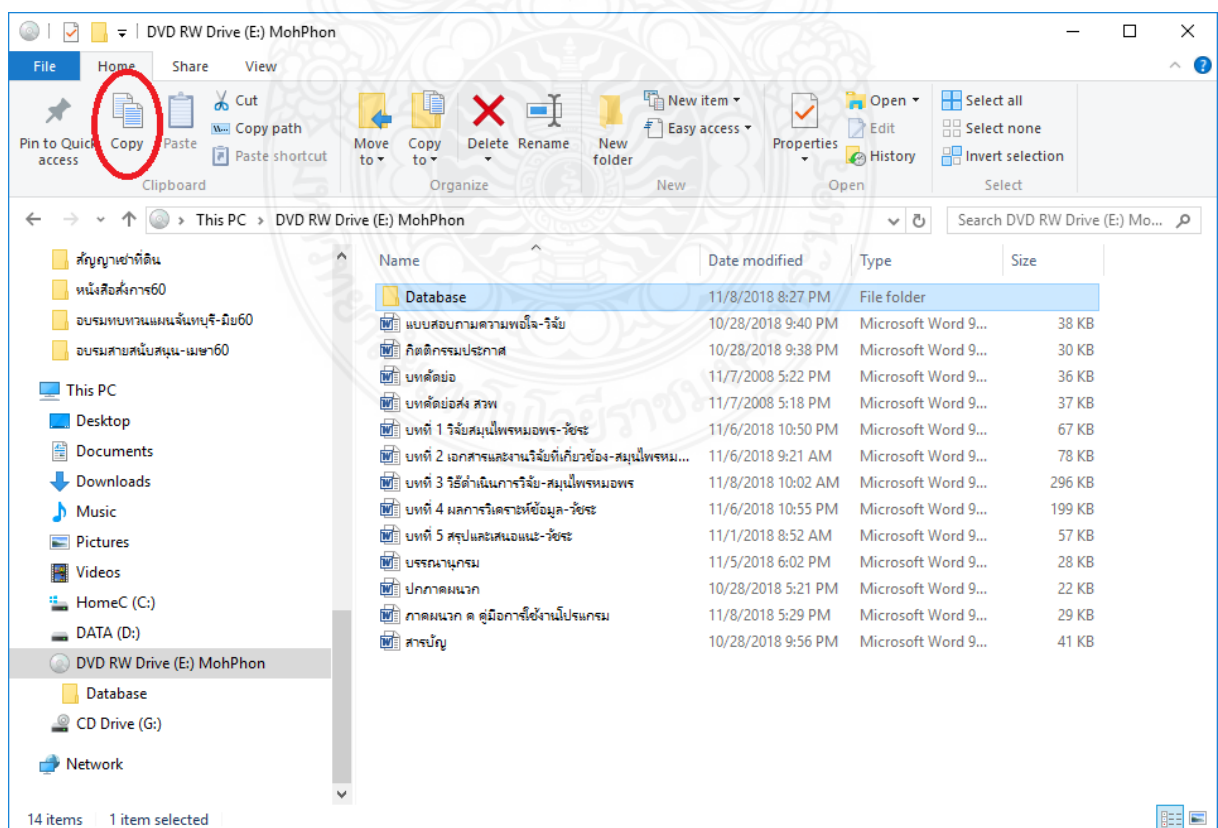 DVD RW Drive (E:) MohPhon
File Home Share View
Pin to Quick access
Copy
Paste
Cut
Copy path
Paste shortcut
Clipboard
Move to
Copy to
Delete
Rename
Organize
New folder
New item
Easy access
New
Properties
Open
Edit
History
Open
Select all
Select none
Invert selection
Select
This PC > DVD RW Drive (E:) MohPhon
Search DVD RW Drive (E:) Mo...
สัญญาเช่าที่ดิน
หนังสือสั่งการ60
อบรมทบทวนแผนจันทบุรี-มิย60
อบรมสายสนับสนุน-เมษา60
This PC
Desktop
Documents
Downloads
Music
Pictures
Videos
HomeC (C:)
DATA (D:)
DVD RW Drive (E:) MohPhon
Database
CD Drive (G:)
Network
Name Date modified Type Size
Database 11/8/2018 8:27 PM File folder
แบบสอบถามความพอใจ-วิจัย 10/28/2018 9:40 PM Microsoft Word 9... 38 KB
กิตติกรรมประกาศ 10/28/2018 9:38 PM Microsoft Word 9... 30 KB
บทคัดย่อ 11/7/2008 5:22 PM Microsoft Word 9... 36 KB
บทคัดย่อส่ง สวพ 11/7/2008 5:18 PM Microsoft Word 9... 37 KB
บทที่ 1 วิจัยสมุนไพรหมอพร-วัชระ 11/6/2018 10:50 PM Microsoft Word 9... 67 KB
บทที่ 2 เอกสารและงานวิจัยที่เกี่ยวข้อง-สมุนไพรหม... 11/6/2018 9:21 AM Microsoft Word 9... 78 KB
บทที่ 3 วิธีดำเนินการวิจัย-สมุนไพรหมอพร 11/8/2018 10:02 AM Microsoft Word 9... 296 KB
บทที่ 4 ผลการวิเคราะห์ข้อมูล-วัชระ 11/6/2018 10:55 PM Microsoft Word 9... 199 KB
บทที่ 5 สรุปและเสนอแนะ-วัชระ 11/1/2018 8:52 AM Microsoft Word 9... 57 KB
บรรณานุกรม 11/5/2018 6:02 PM Microsoft Word 9... 28 KB
ปกภาคผนวก 10/28/2018 5:21 PM Microsoft Word 9... 22 KB
ภาคผนวก ค คู่มือการใช้งานโปรแกรม 11/8/2018 5:29 PM Microsoft Word 9... 29 KB
สารบัญ 10/28/2018 9:56 PM Microsoft Word 9... 41 KB
14 items 1 item selected